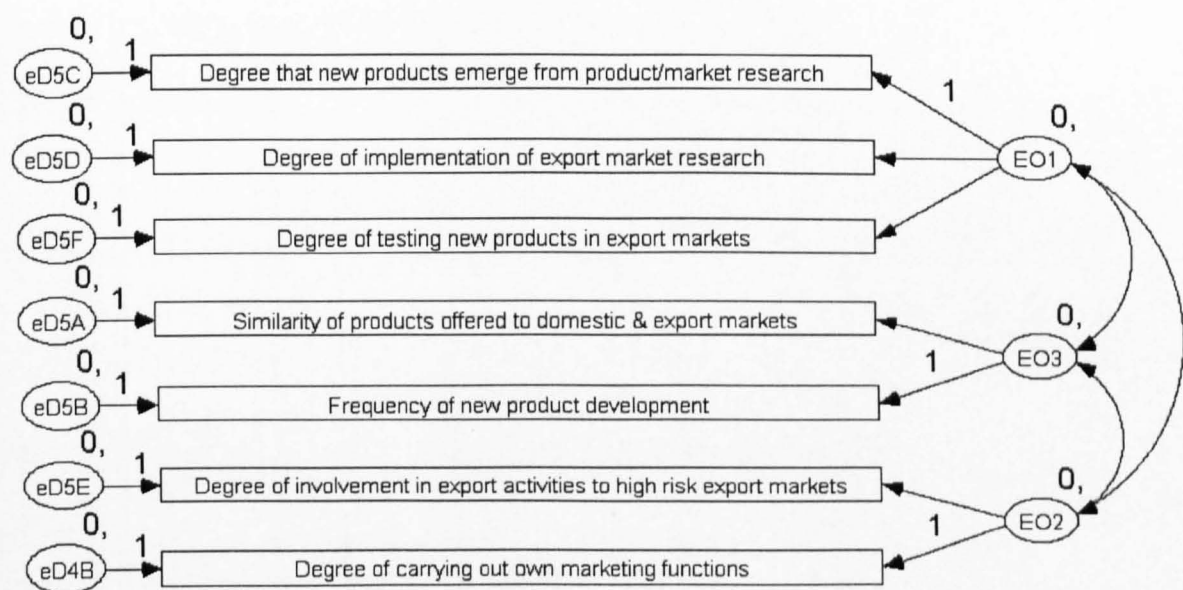 0,
eD5C 1 Degree that new products emerge from product/market research
1
0,
0,
eD5D 1 Degree of implementation of export market research EO1
0,
eD5F 1 Degree of testing new products in export markets
0,
eD5A 1 Similarity of products offered to domestic & export markets
0,
EO3
1
0,
eD5B 1 Frequency of new product development
0,
eD5E 1 Degree of involvement in export activities to high risk export markets
0,
EO2
1
0,
eD4B 1 Degree of carrying out own marketing functions